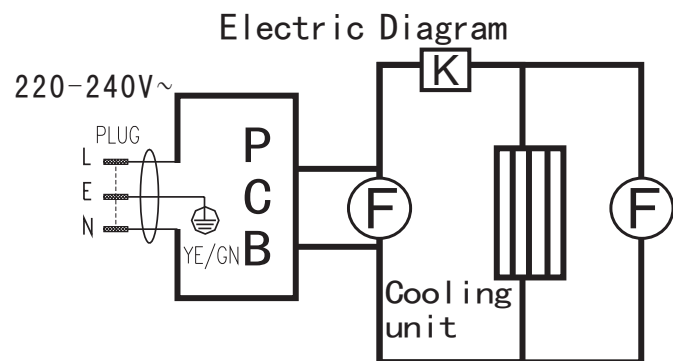 Electric Diagram
220-240V~
PLUG
L
E
N
YE/GN
P
C
B
K
F
F
Cooling
unit